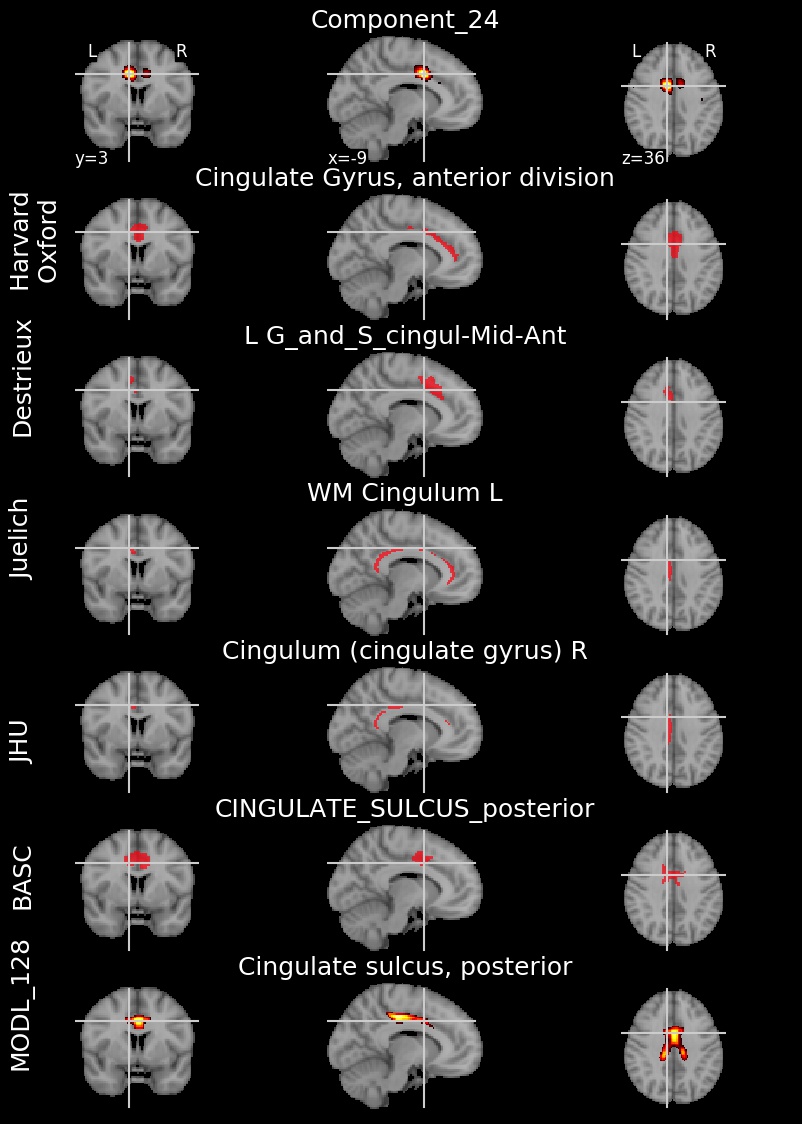 Component_24
L R
L R
y=3
x=-9
z=36
Cingulate Gyrus, anterior division
Harvard
Oxford
L G_and_S_cingul-Mid-Ant
Destrieux
WM Cingulum L
Juelich
Cingulum (cingulate gyrus) R
JHU
CINGULATE_SULCUS_posterior
BASC
Cingulate sulcus, posterior
MODL_128